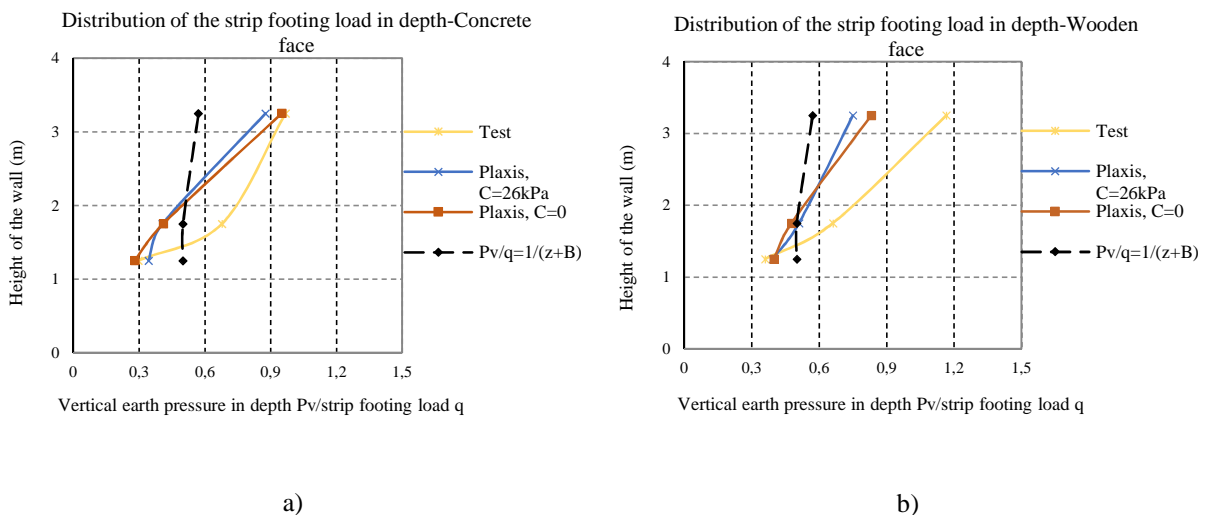 Distribution of the strip footing load in depth-Concrete
face
4
3
2
1
0
0
0,3
0,6
0,9
1,2
1,5
Height of the wall (m)
Vertical earth pressure in depth Pv/strip footing load q
Test
Plaxis,
C=26kPa
Plaxis, C=0
Pv/q=1/(z+B)
a)
Distribution of the strip footing load in depth-Wooden
face
4
3
2
1
0
0
0,3
0,6
0,9
1,2
1,5
Height of the wall (m)
Vertical earth pressure in depth Pv/strip footing load q
Test
Plaxis,
C=26kPa
Plaxis, C=0
Pv/q=1/(z+B)
b)